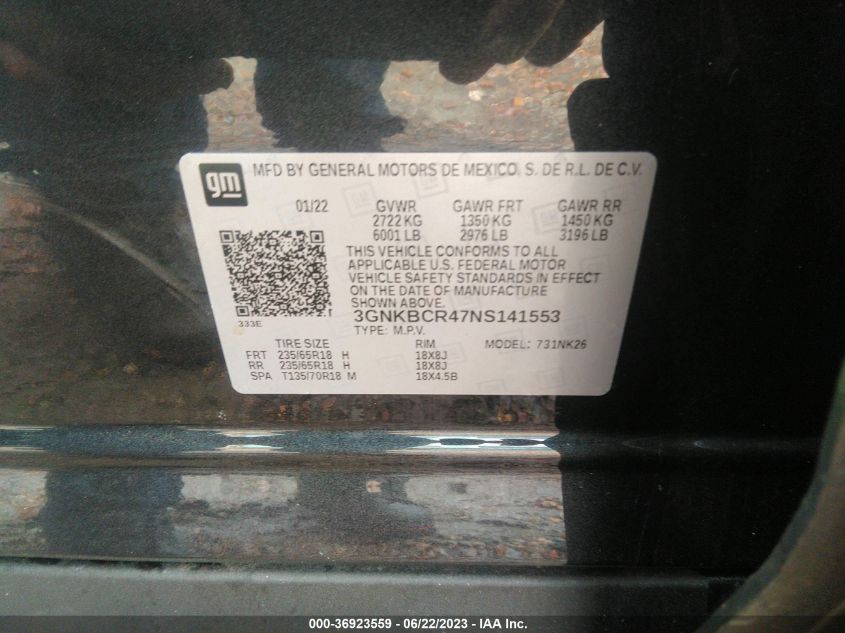 gm
MFD BY GENERAL MOTORS DE MEXICO, S. DE R.L. DE C.V.
01/22 GVWR GAWR FRT GAWR RR
2722 KG 1350 KG 1450 KG
6001 LB 2976 LB 3196 LB
THIS VEHICLE CONFORMS TO ALL
APPLICABLE U.S. FEDERAL MOTOR
VEHICLE SAFETY STANDARDS IN EFFECT
ON THE DATE OF MANUFACTURE
SHOWN ABOVE.
333E
3GNKBCR47NS141553
TYPE: M.P.V.
TIRE SIZE RIM MODEL: 731NK26
FRT 235/65R18 H 18X8J
RR 235/65R18 H 18X8J
SPA T135/70R18 M 18X4.5B
000-36923559 - 06/22/2023 - IAA Inc.